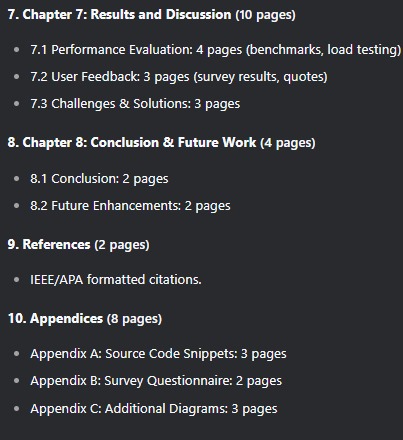 7. Chapter 7: Results and Discussion (10 pages)
• 7.1 Performance Evaluation: 4 pages (benchmarks, load testing)
• 7.2 User Feedback: 3 pages (survey results, quotes)
• 7.3 Challenges & Solutions: 3 pages
8. Chapter 8: Conclusion & Future Work (4 pages)
• 8.1 Conclusion: 2 pages
• 8.2 Future Enhancements: 2 pages
9. References (2 pages)
• IEEE/APA formatted citations.
10. Appendices (8 pages)
• Appendix A: Source Code Snippets: 3 pages
• Appendix B: Survey Questionnaire: 2 pages
• Appendix C: Additional Diagrams: 3 pages